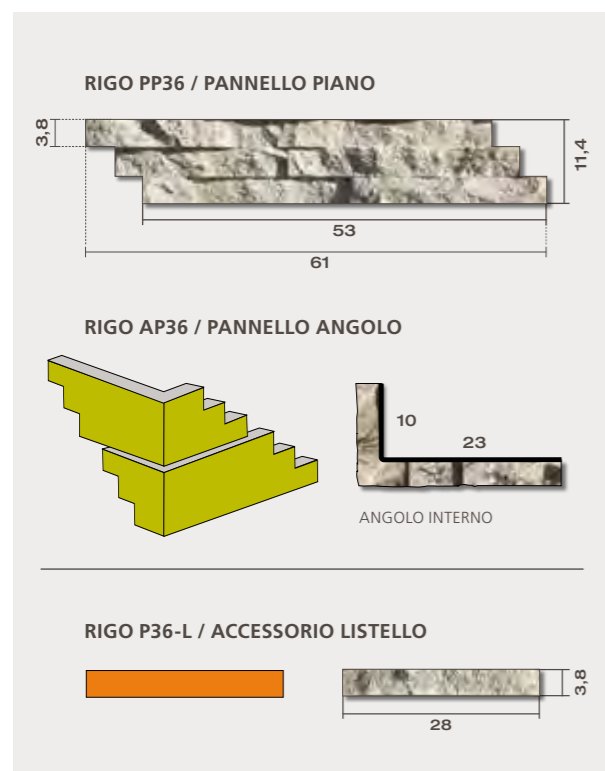 RIGO PP36 / PANNELLO PIANO
3,8
11,4
53
61
RIGO AP36 / PANNELLO ANGOLO
10
23
ANGOLO INTERNO
RIGO P36-L / ACCESSORIO LISTELLO
3,8
28